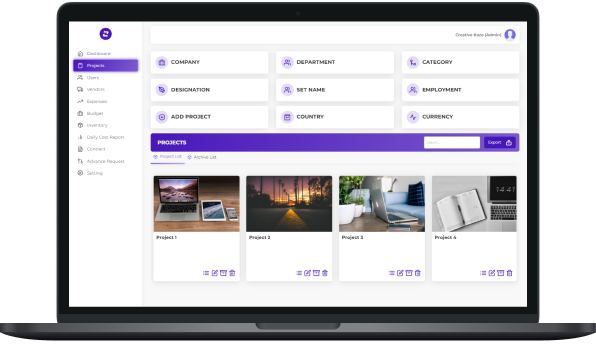 Creative Kaze (Admin)
Dashboard
Projects
Users
Vendors
Expenses
Budget
Inventory
Daily Cost Report
Contract
Advance Request
Setting
COMPANY
DEPARTMENT
CATEGORY
DESIGNATION
SET NAME
EMPLOYMENT
ADD PROJECT
COUNTRY
CURRENCY
PROJECTS
Export
Project List
Archive List
14.41
Project 1
Project 2
Project 3
Project 4